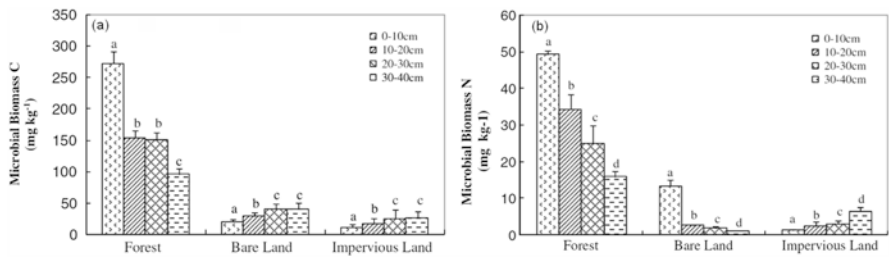 (a)
Microbial Biomass C
(mg kg-1)
350
300
250
200
150
100
50
0
0-10cm
10-20cm
20-30cm
30-40cm
a
b
b
c
a
b
c
c
a
b
c
c
Forest
Bare Land
Impervious Land
(b)
Microbial Biomass N
(mg kg-1)
60
50
40
30
20
10
0
0-10cm
10-20cm
20-30cm
30-40cm
a
b
c
d
a
b
c
d
a
b
c
d
Forest
Bare Land
Impervious Land